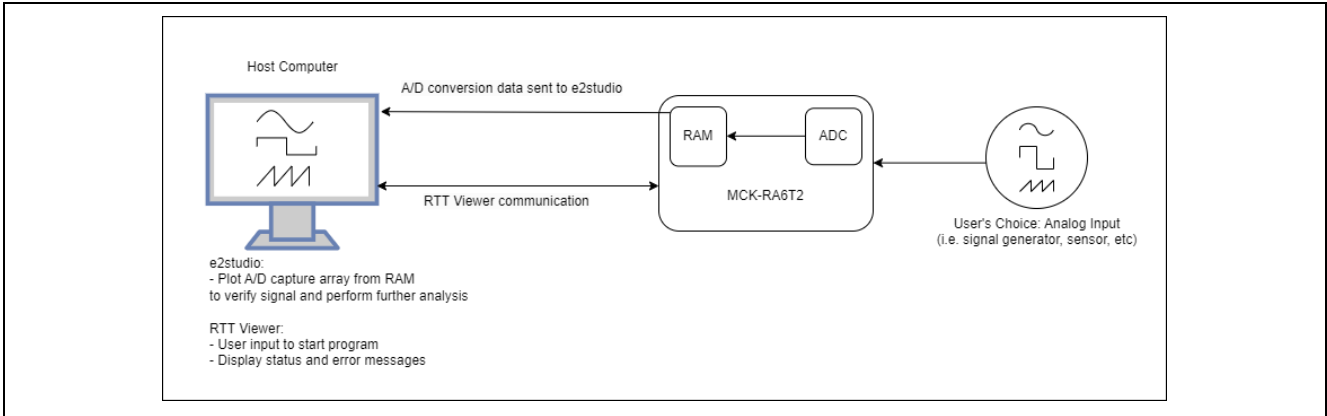 Host Computer
A/D conversion data sent to e2studio
RAM
ADC
MCK-RA6T2
RTT Viewer communication
User's Choice: Analog Input
(i.e. signal generator, sensor, etc)
e2studio:
- Plot A/D capture array from RAM
to verify signal and perform further analysis
RTT Viewer:
- User input to start program
- Display status and error messages